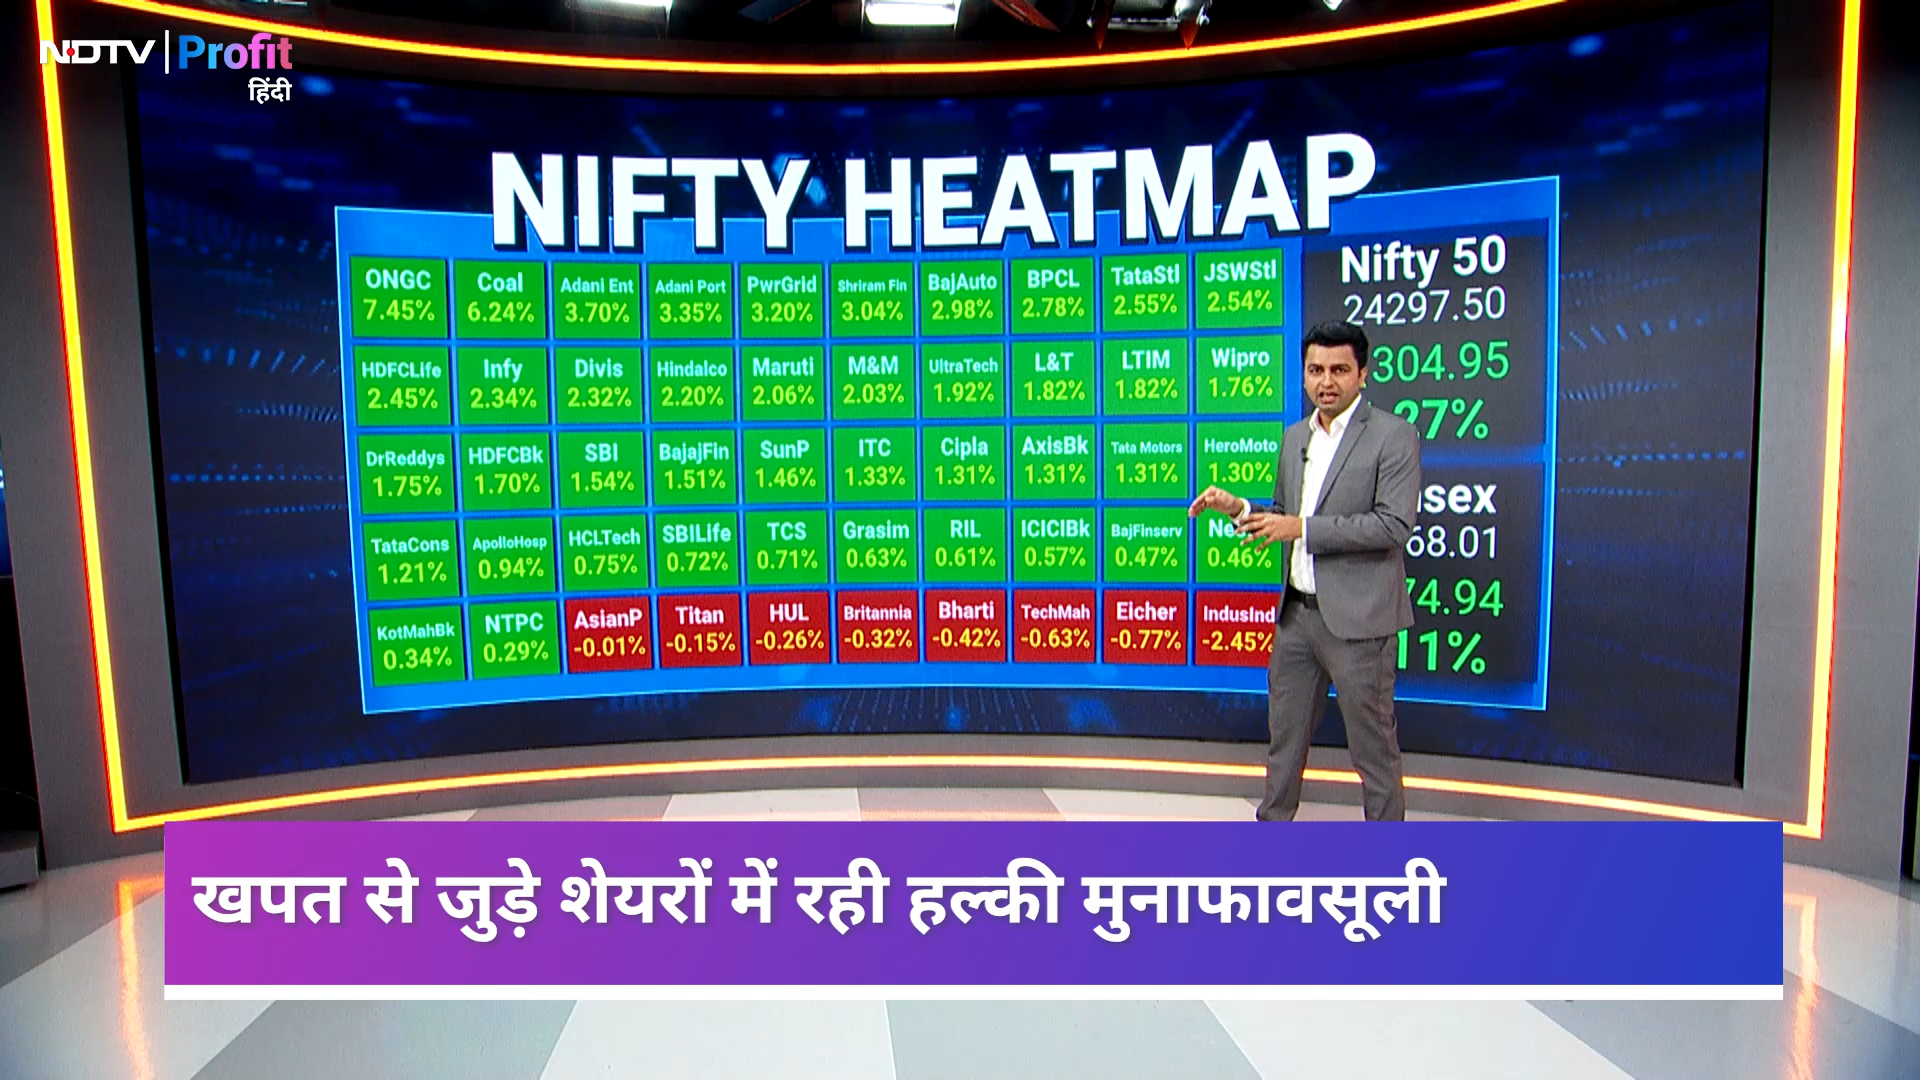 NDTV | Profit
हिंदी
NIFTY HEATMAP
ONGC Coal Adani Ent Adani Port PwrGrid Shriram Fin BajAuto BPCL TataStl JSWStl
7.45% 6.24% 3.70% 3.35% 3.20% 3.04% 2.98% 2.78% 2.55% 2.54%
HDFCLife Infy Divis Hindalco Maruti M&M UltraTech L&T LTIM Wipro
2.45% 2.34% 2.32% 2.20% 2.06% 2.03% 1.92% 1.82% 1.82% 1.76%
DrReddys HDFCBk SBI BajajFin SunP ITC Cipla AxisBk Tata Motors HeroMoto
1.75% 1.70% 1.54% 1.51% 1.46% 1.33% 1.31% 1.31% 1.31% 1.30%
TataCons ApolloHosp HCLTech SBILife TCS Grasim RIL ICICIBk BajFinserv
1.21% 0.94% 0.75% 0.72% 0.71% 0.63% 0.61% 0.57% 0.47% 0.46%
KotMahBk NTPC AsianP Titan HUL Britannia Bharti TechMah Eicher IndusInd
0.34% 0.29% -0.01% -0.15% -0.26% -0.32% -0.42% -0.63% -0.77% -2.45%
Nifty 50
24297.50
304.95
27%
sex
68.01
74.94
11%
खपत से जुड़े शेयरों में रही हल्की मुनाफावसूली